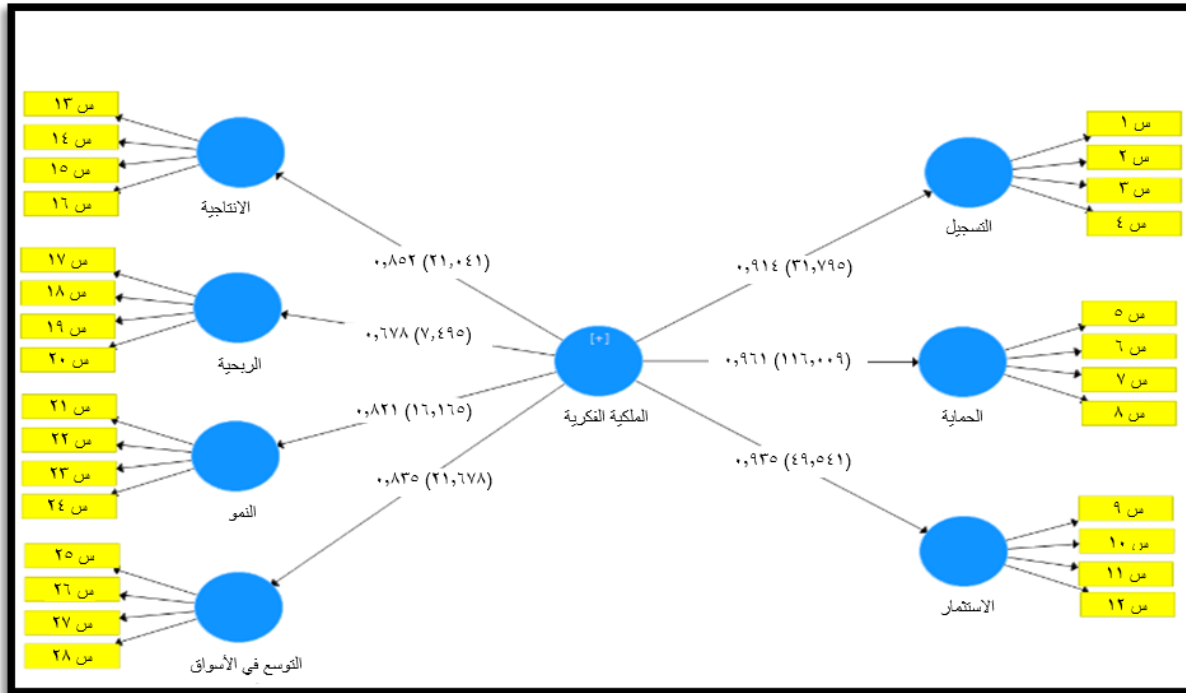 س ١
س ٢
س ٣
س ٤
التسجيل
٠,٩١٤ (٣١,٧٩٥)
س ٥
س ٦
س ٧
س ٨
الحماية
٠,٩٦١ (١١٦,٠٠٩)
س ٩
س ١٠
س ١١
س ١٢
الاستثمار
٠,٩٣٥ (٤٩,٥٤١)
[+]
الملكية الفكرية
س ١٣
س ١٤
س ١٥
س ١٦
الانتاجية
٠,٨٥٢ (٢١,٠٤١)
س ١٧
س ١٨
س ١٩
س ٢٠
الربحية
٠,٦٧٨ (٧,٤٩٥)
س ٢١
س ٢٢
س ٢٣
س ٢٤
النمو
٠,٨٢١ (١٦,١٦٥)
س ٢٥
س ٢٦
س ٢٧
س ٢٨
التوسع في الأسواق
٠,٨٣٥ (٢١,٦٧٨)